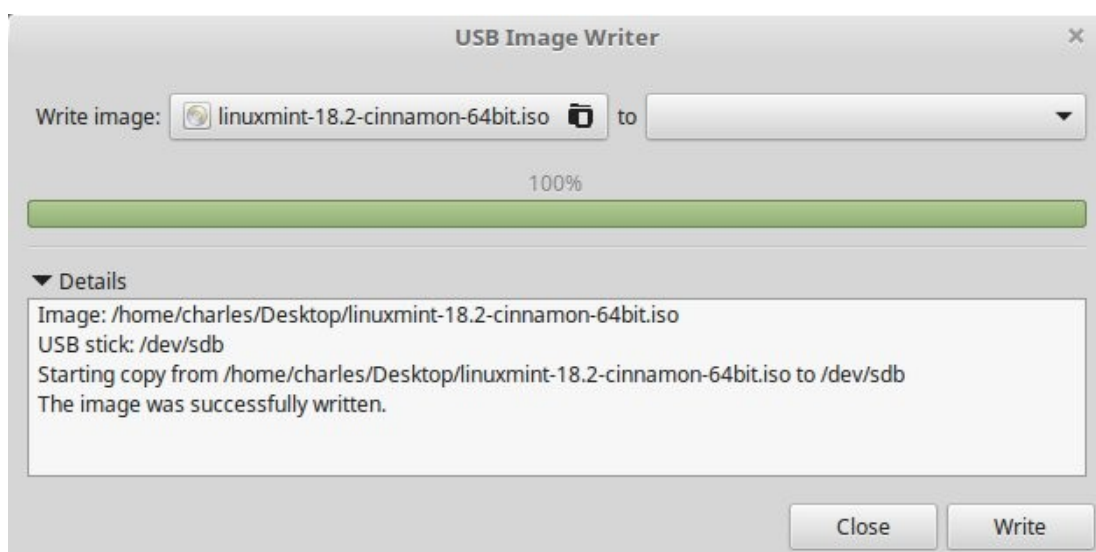 USB Image Writer
Write image: linuxmint-18.2-cinnamon-64bit.iso to
100%
Details
Image: /home/charles/Desktop/linuxmint-18.2-cinnamon-64bit.iso
USB stick: /dev/sdb
Starting copy from /home/charles/Desktop/linuxmint-18.2-cinnamon-64bit.iso to /dev/sdb
The image was successfully written.
Close Write